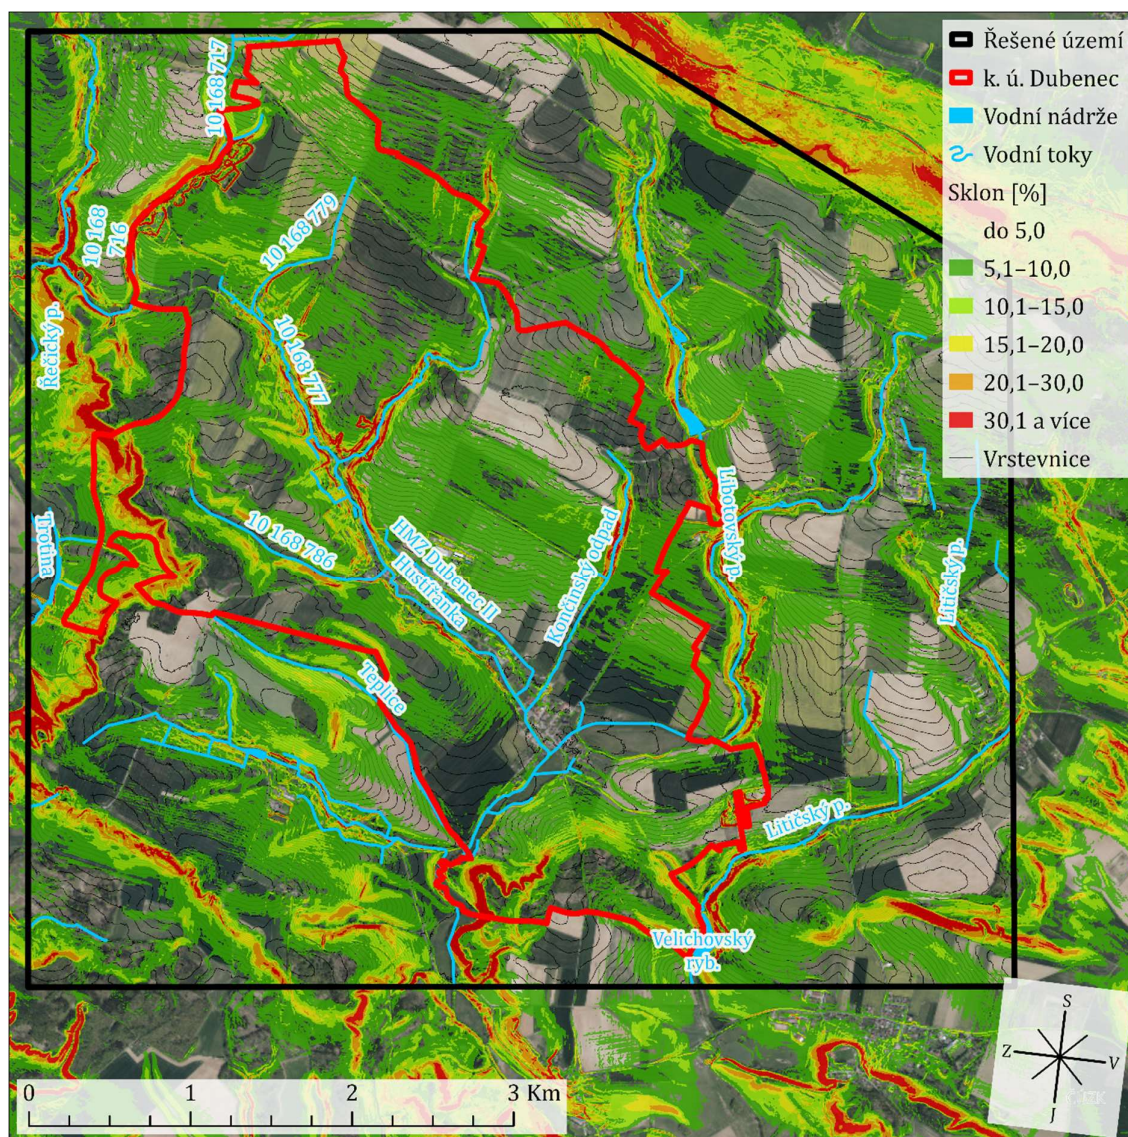 Řešené území
k. ú. Dubenec
Vodní nádrže
Vodní toky
Sklon [%]
do 5,0
5,1–10,0
10,1–15,0
15,1–20,0
20,1–30,0
30,1 a více
Vrstevnice
10 168 717
10 168
716
10 168 779
10 168 777
Řečický p.
Trotina
10 168 786
HMZ Dubenec II
Hustířanka
Končinský odpad
Libotovský p.
Litíčský p.
Teplice
Litíčský p.
Velichovský
ryb.
S
Z
V
J
0
1
2
3 Km